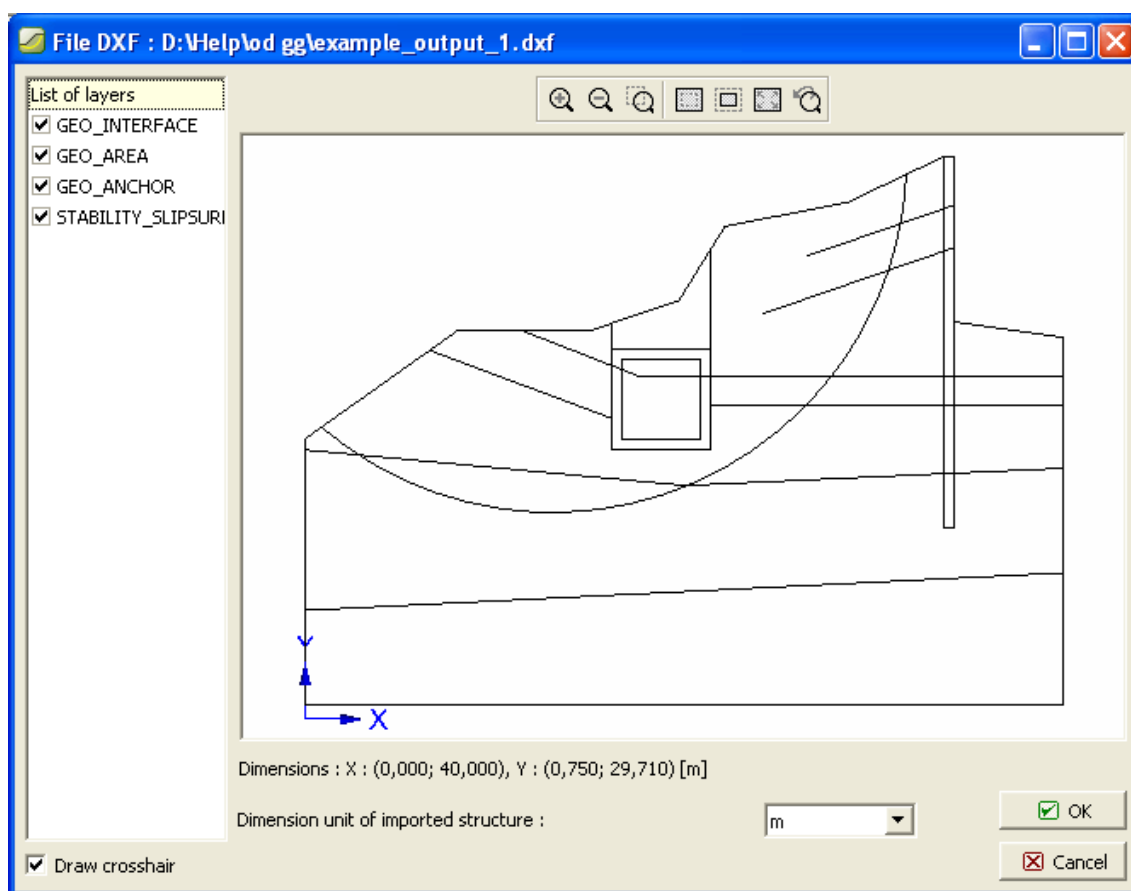 File DXF : D:\Help\od gg\example_output_1.dxf
List of layers
GEO_INTERFACE
GEO_AREA
GEO_ANCHOR
STABILITY_SLIPSURI
Y
X
Dimensions : X : (0,000; 40,000), Y : (0,750; 29,710) [m]
Dimension unit of imported structure :
m
OK
Draw crosshair
Cancel